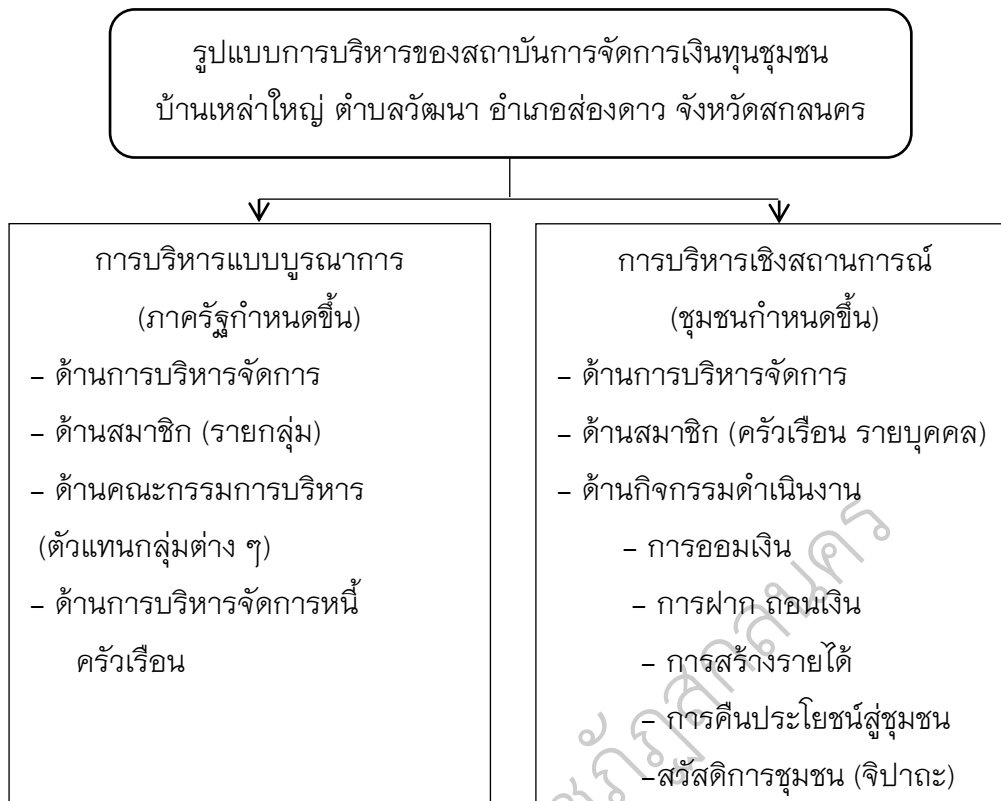 รูปแบบการบริหารของสถาบันการจัดการเงินทุนชุมชน
บ้านเหล่าใหญ่ ตำบลวัฒนา อำเภอส่องดาว จังหวัดสกลนคร
การบริหารแบบบูรณาการ
(ภาครัฐกำหนดขึ้น)
– ด้านการบริหารจัดการ
– ด้านสมาชิก (รายกลุ่ม)
– ด้านคณะกรรมการบริหาร
(ตัวแทนกลุ่มต่าง ๆ)
– ด้านการบริหารจัดการหนี้
ครัวเรือน
การบริหารเชิงสถานการณ์
(ชุมชนกำหนดขึ้น)
– ด้านการบริหารจัดการ
– ด้านสมาชิก (ครัวเรือน รายบุคคล)
– ด้านกิจกรรมดำเนินงาน
– การออมเงิน
– การฝาก ถอนเงิน
– การสร้างรายได้
– การคืนประโยชน์สู่ชุมชน
–สวัสดิการชุมชน (จิปาถะ)